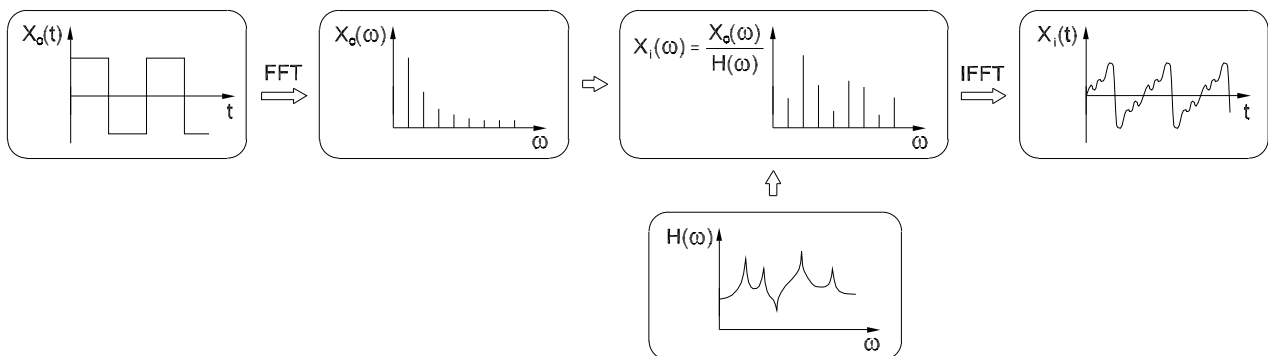 Xo(t)
t
FFT
Xo(ω)
ω
Xi(ω) = Xo(ω)/H(ω)
ω
IFFT
Xi(t)
t
H(ω)
ω